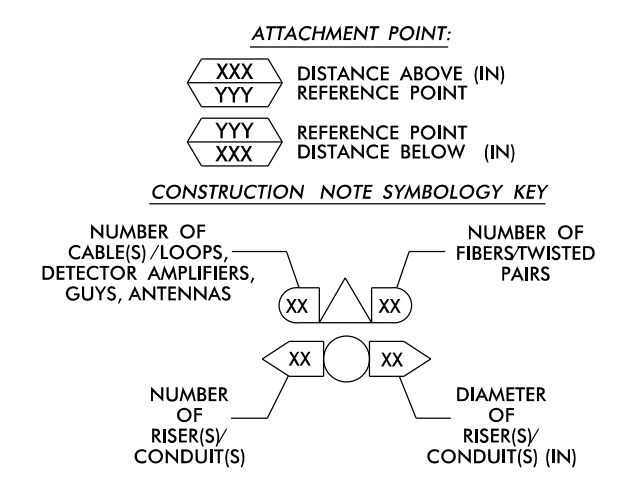 ATTACHMENT POINT:
XXX DISTANCE ABOVE (IN)
YYY REFERENCE POINT
YYY REFERENCE POINT
XXX DISTANCE BELOW (IN)
CONSTRUCTION NOTE SYMBOLOGY KEY
NUMBER OF
CABLE(S)/LOOPS,
DETECTOR AMPLIFIERS,
GUYS, ANTENNAS
NUMBER OF
FIBERS/TWISTED
PAIRS
XX XX
XX XX
NUMBER
OF
RISER(S)/
CONDUIT(S)
DIAMETER
OF
RISER(S)/
CONDUIT(S) (IN)